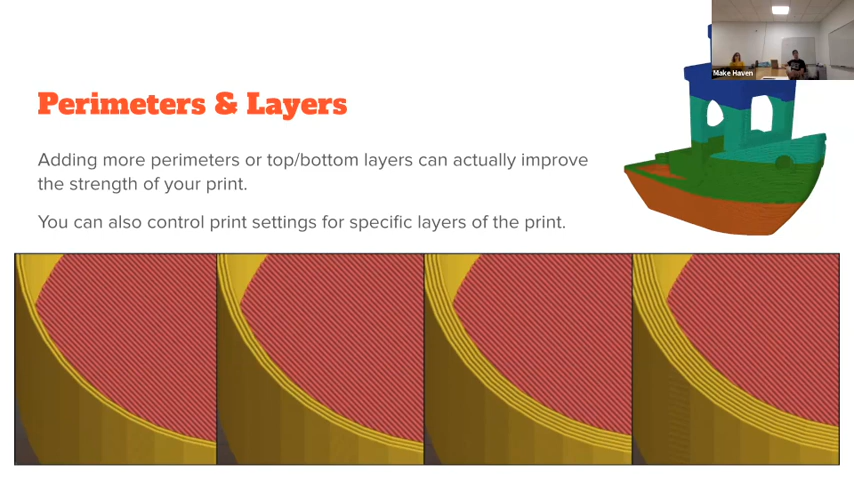 Make Haven
Perimeters & Layers
Adding more perimeters or top/bottom layers can actually improve
the strength of your print.
You can also control print settings for specific layers of the print.